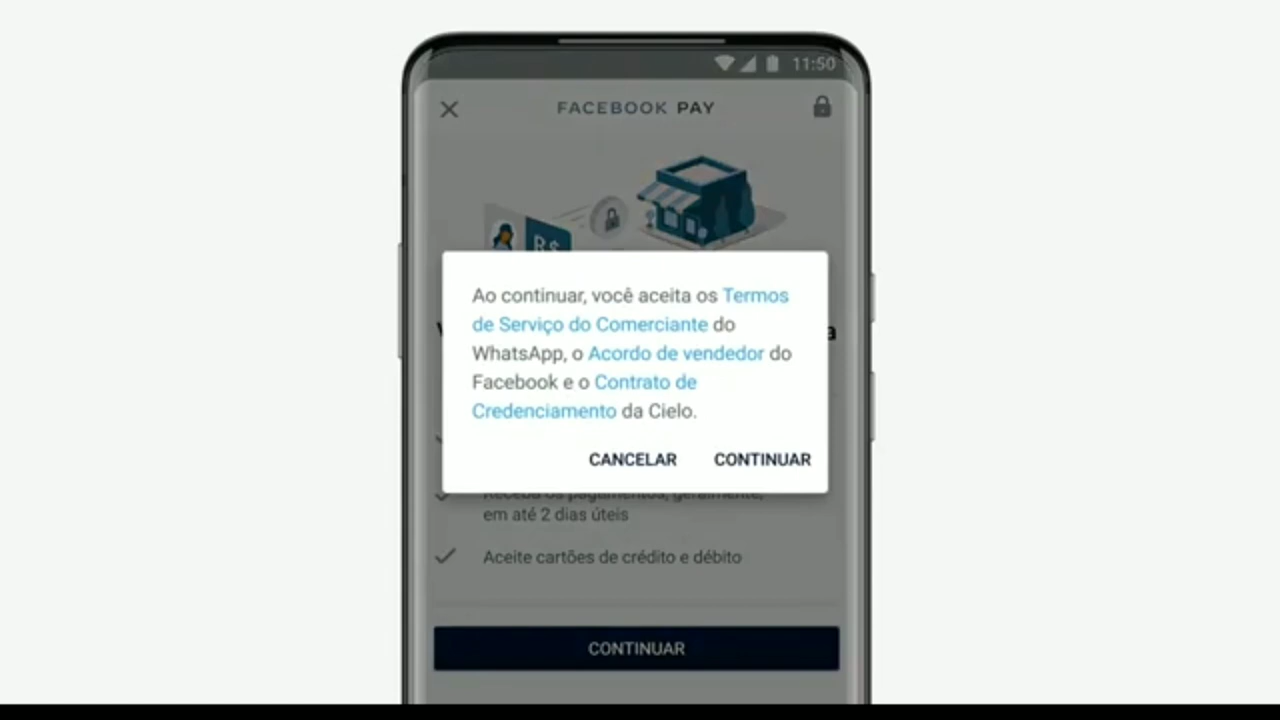 11:50
FACEBOOK PAY
R$
Ao continuar, você aceita os Termos
de Serviço do Comerciante do
WhatsApp, o Acordo de vendedor do
Facebook e o Contrato de
Credenciamento da Cielo.
CANCELAR CONTINUAR
Receba os pagamentos, geralmente,
em até 2 dias úteis
Aceite cartões de crédito e débito
CONTINUAR